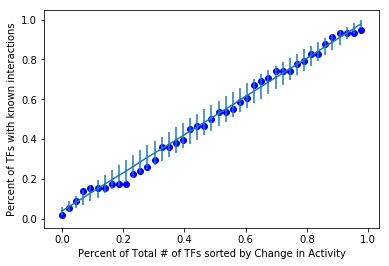 1.0
0.8
0.6
0.4
0.2
0.0
Percent of TFs with known interactions
0.0 0.2 0.4 0.6 0.8 1.0
Percent of Total # of TFs sorted by Change in Activity